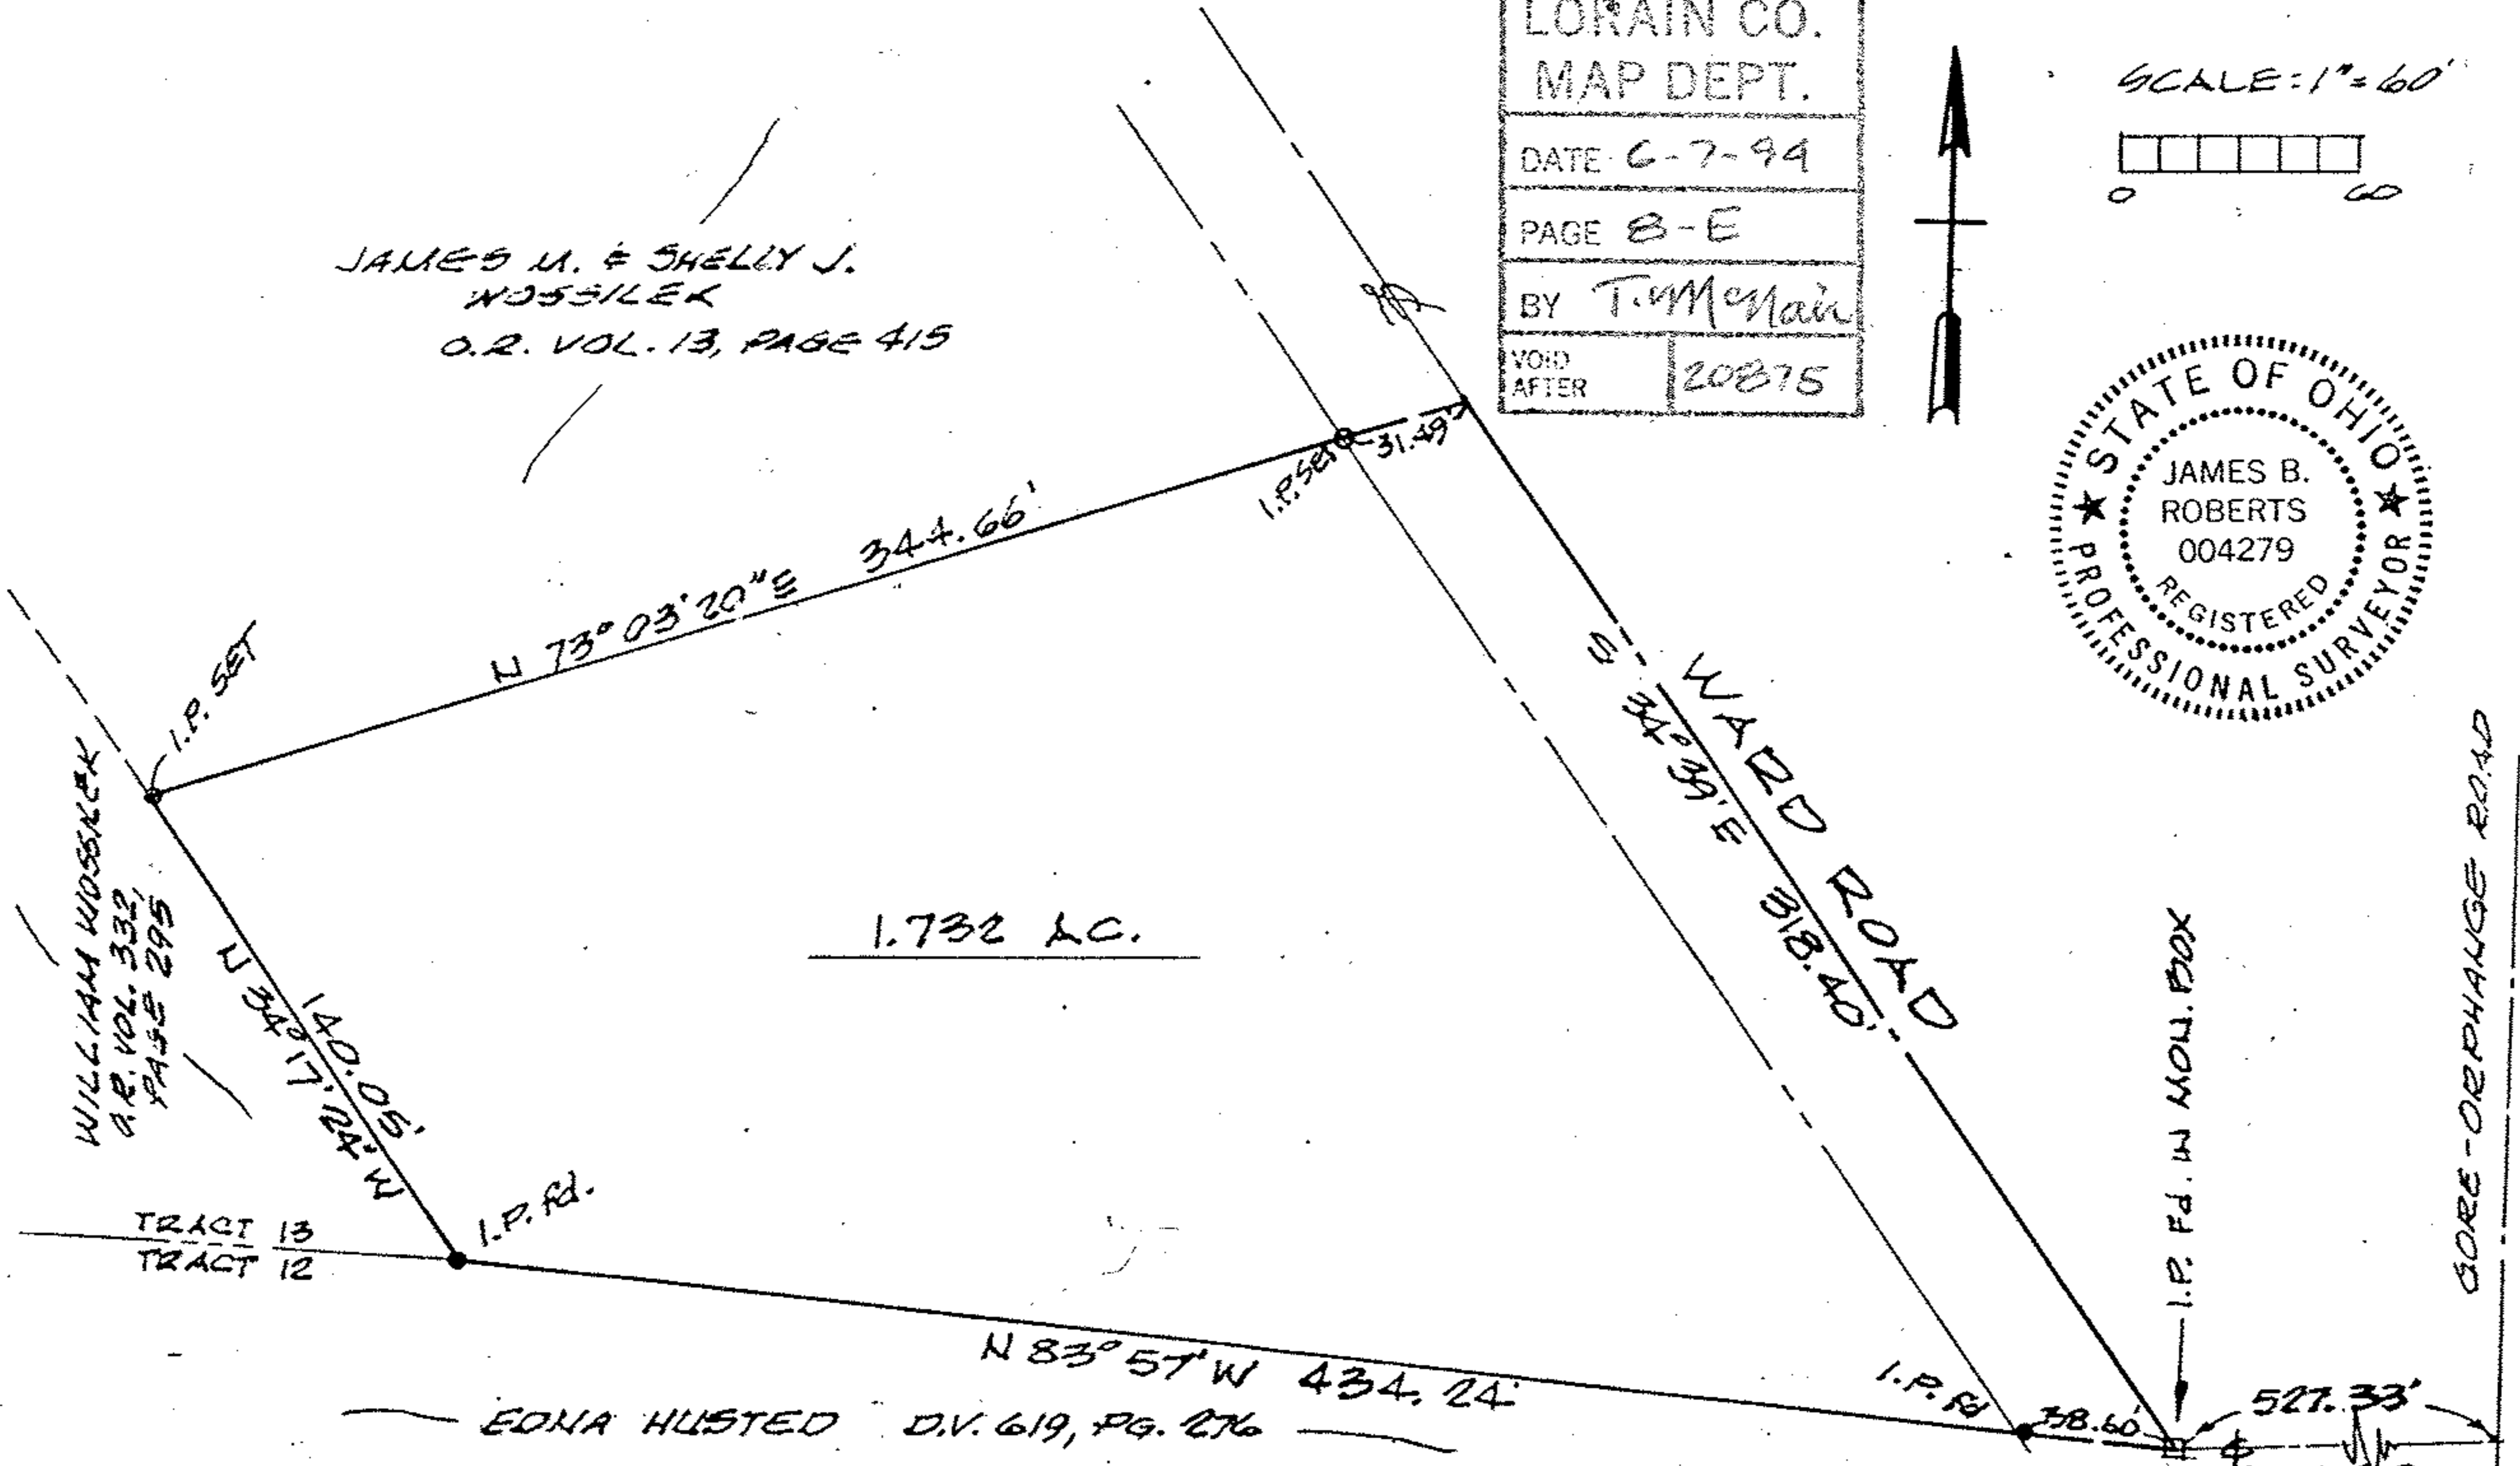 LORAIN CO.
MAP DEPT.
DATE 6-7-94
PAGE 8-E
BY T. McNair
VOID AFTER 20875
SCALE: 1"= 60'
0 60
STATE OF OHIO
JAMES B.
ROBERTS
004279
REGISTERED
★ PROFESSIONAL SURVEYOR ★
JAMES M. & SHELLY J.
WOSSILEK
O.R. VOL. 13, PAGE 415
I.P. Set
31.49'
N 73° 03' 20" E 344.66'
I.P. SET
WILLIAM WOSSILEK
O.R. VOL. 332,
PAGE 295
N 34° 17' 24" W
140.05'
1.732 AC.
S 34° 39' E 318.40'
WARD ROAD
I.P. Fd. IN MON. BOX
GORE-ORPHANGE ROAD
TRACT 13
TRACT 12
I.P. Fd.
N 83° 57' W 434.24'
I.P. Fd
38.60'
527.33'
EDNA HUSTED D.V. 619, PG. 276